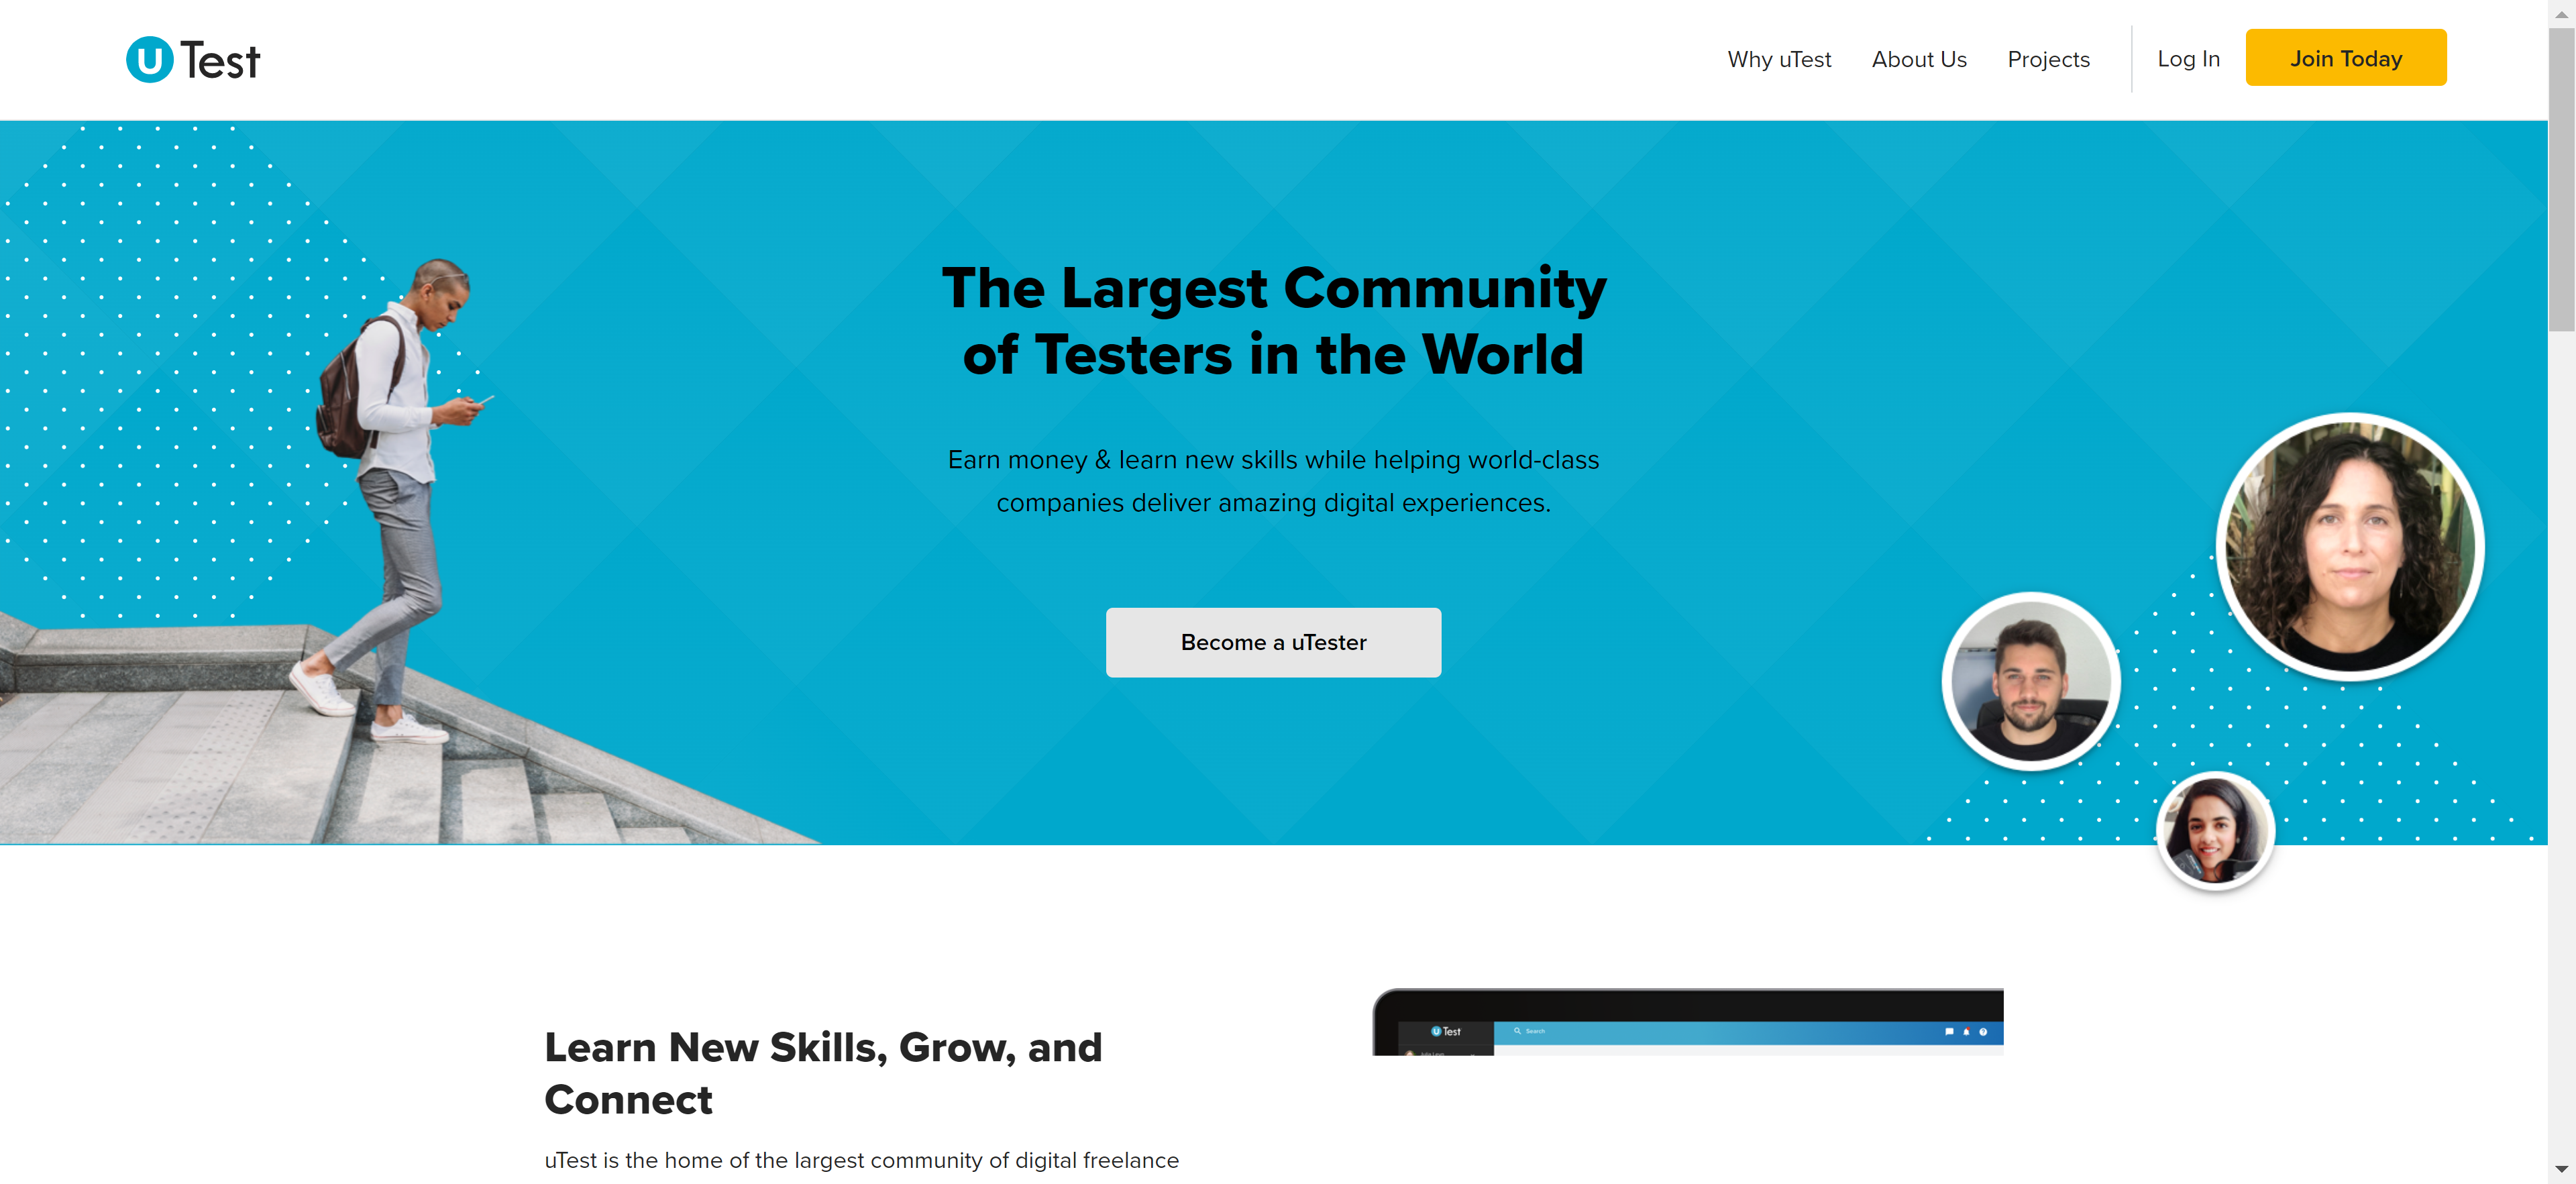 uTest
Why uTest
About Us
Projects
Log In
Join Today
The Largest Community
of Testers in the World
Earn money & learn new skills while helping world-class
companies deliver amazing digital experiences.
Become a uTester
Learn New Skills, Grow, and
Connect
uTest is the home of the largest community of digital freelance
uTest
Search